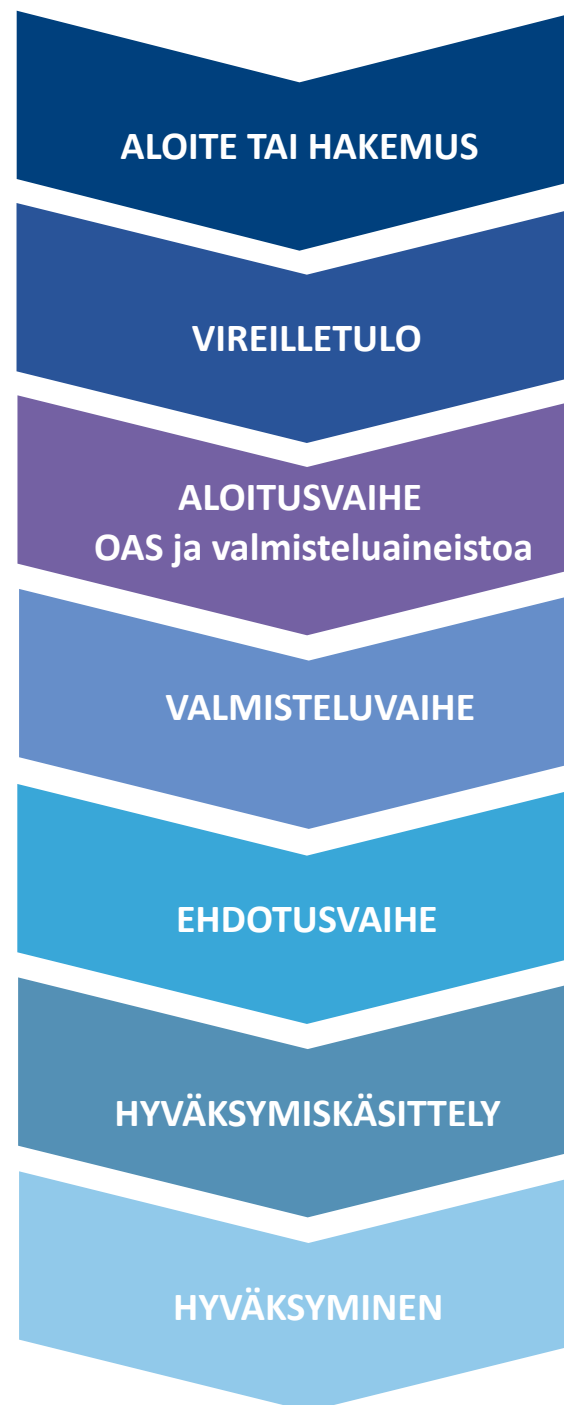 ALOITE TAI HAKEMUS
VIREILLETULO
ALOITUSVAIHE
OAS ja valmisteluaineistoa
VALMISTELUVAIHE
EHDOTUSVAIHE
HYVÄKSYMISKÄSITTELY
HYVÄKSYMINEN